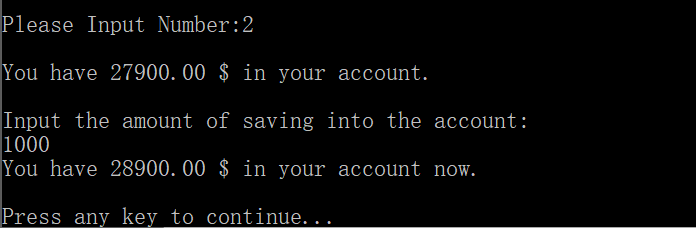 Please Input Number:2
You have 27900.00 $ in your account.
Input the amount of saving into the account:
1000
You have 28900.00 $ in your account now.
Press any key to continue...